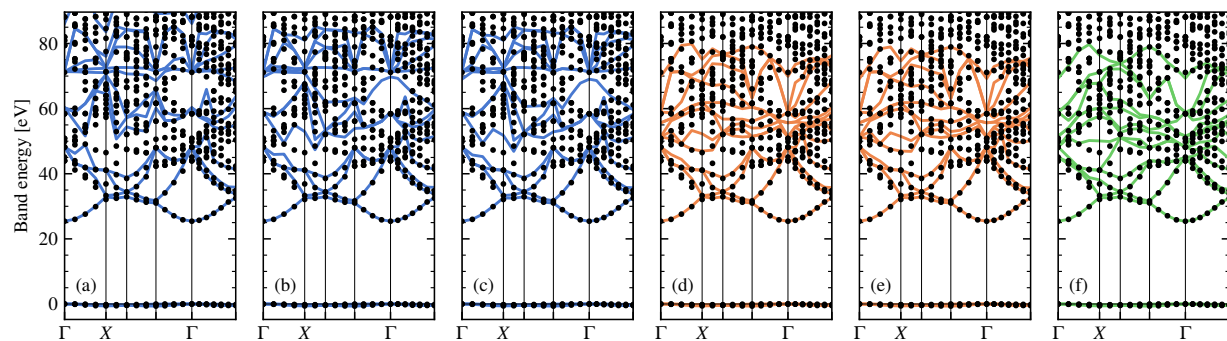 80
60
40
20
0
Band energy [eV]
(a)
(b)
(c)
(d)
(e)
(f)
Γ X Γ
Γ X Γ
Γ X Γ
Γ X Γ
Γ X Γ
Γ X Γ